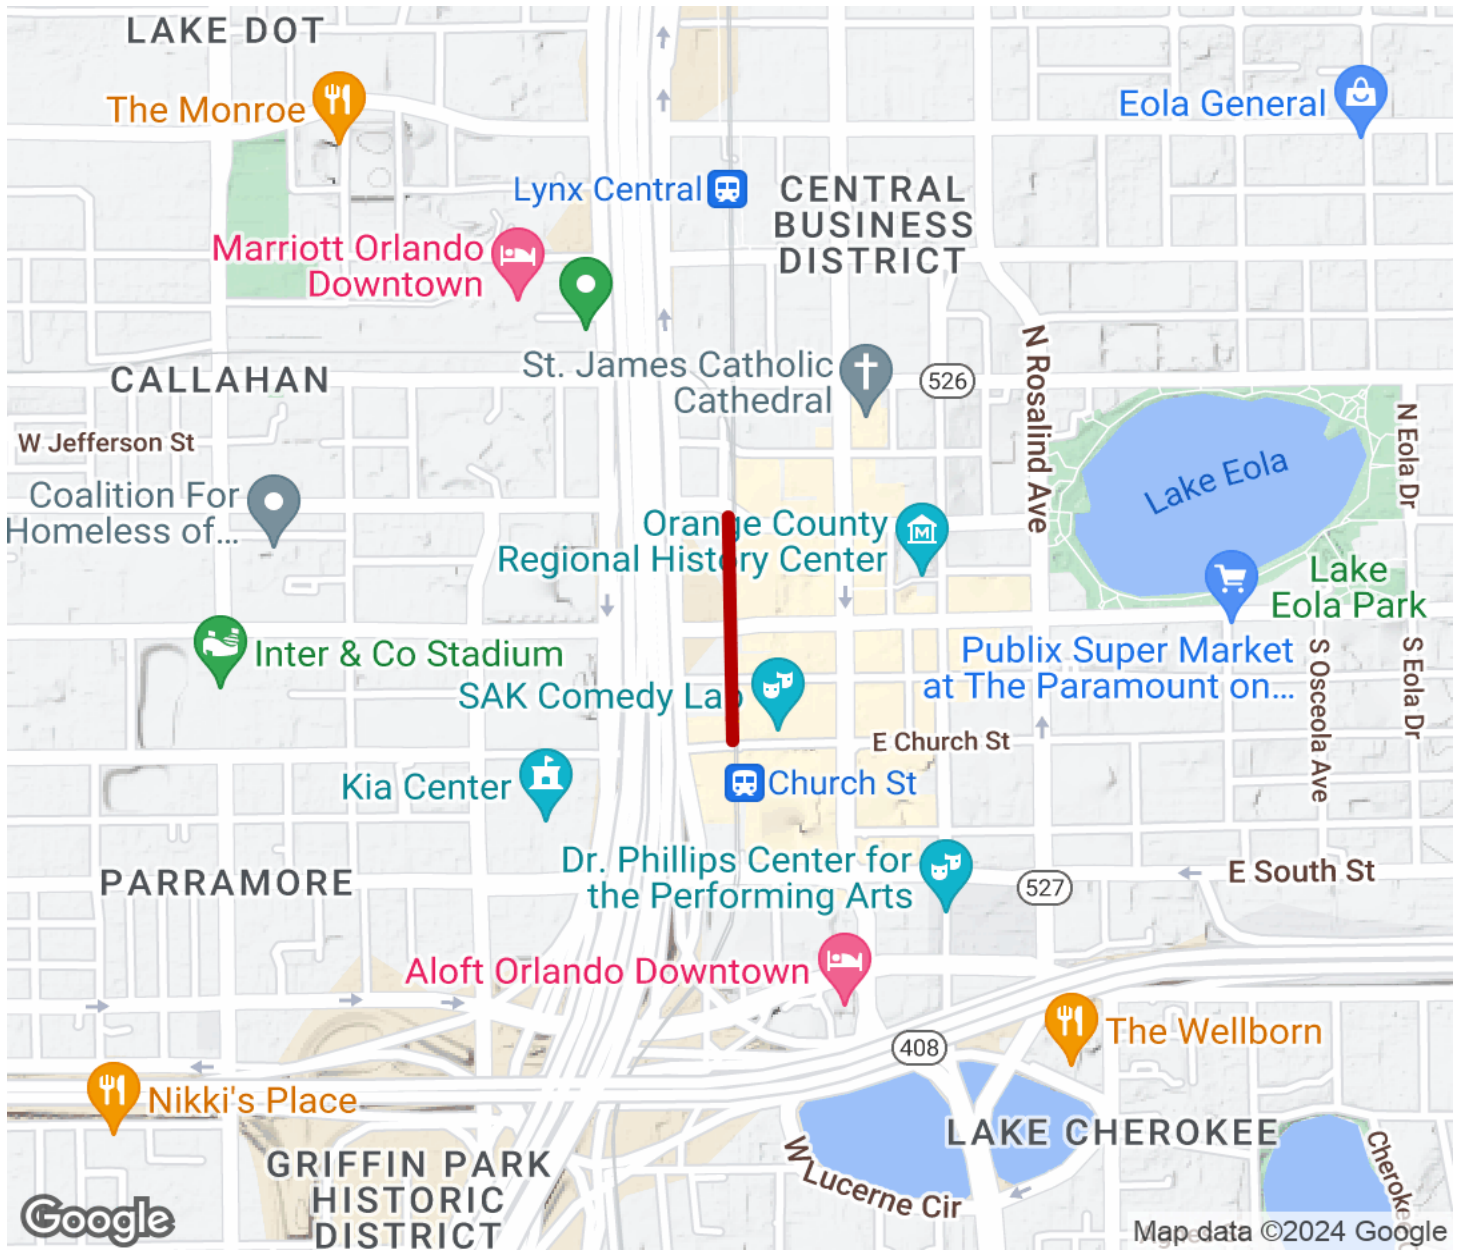 LAKE DOT
The Monroe
Eola General
Lynx Central
CENTRAL
BUSINESS
DISTRICT
Marriott Orlando
Downtown
N Rosalind Ave
St. James Catholic
Cathedral
526
CALLAHAN
W Jefferson St
N Eola Dr
Lake Eola
Coalition For
Homeless of...
Orange County
Regional History Center
Lake
Eola Park
Inter & Co Stadium
Publix Super Market
at The Paramount on...
SAK Comedy Lab
S Osceola Ave
S Eola Dr
E Church St
Kia Center
Church St
Dr. Phillips Center for
the Performing Arts
PARRAMORE
527
E South St
Aloft Orlando Downtown
The Wellborn
408
Nikki's Place
LAKE CHEROKEE
GRIFFIN PARK
HISTORIC
DISTRICT
W Lucerne Cir
Google
Map data ©2024 Google